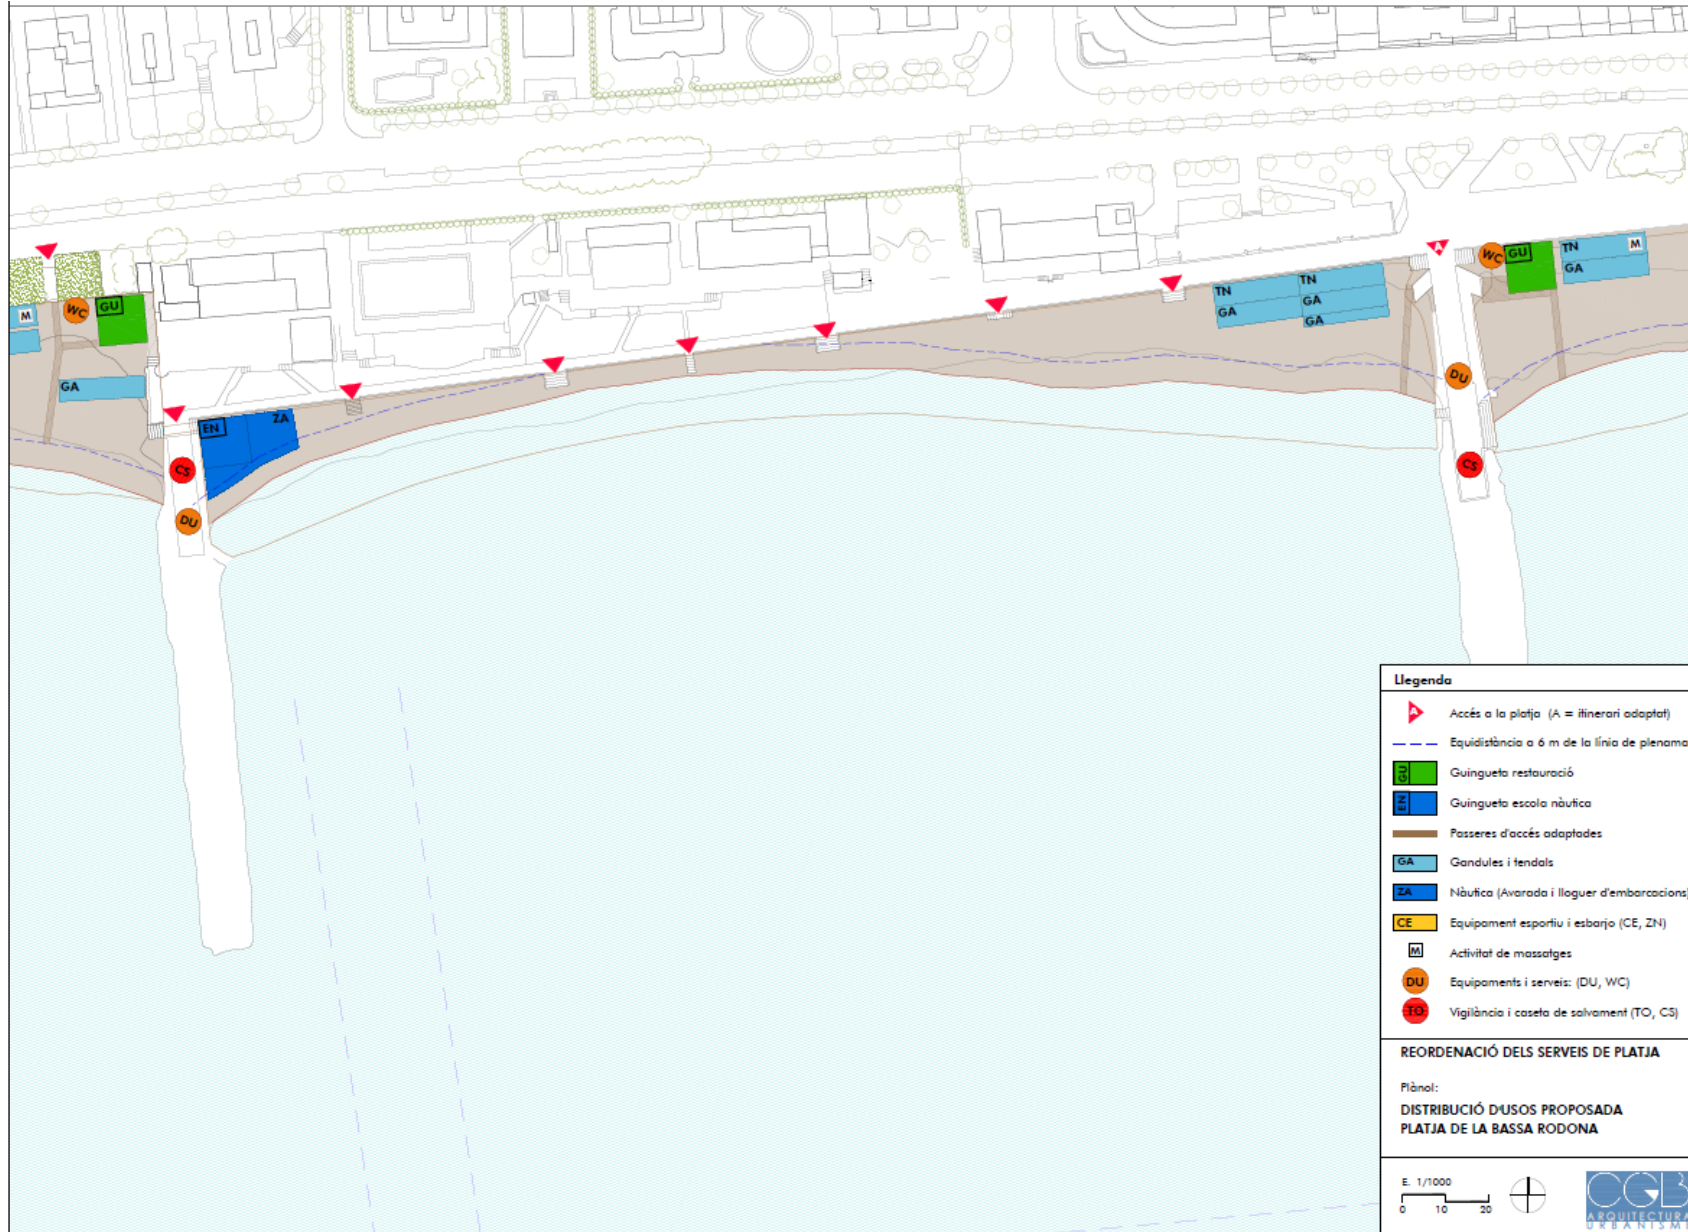 M
WC
GU
GA
EN
ZA
CS
DU
TN
GA
TN
GA
GA
A
WC
GU
TN
M
GA
DU
CS
Llegenda
A Accés a la platja (A = itinerari adaptat)
Equidistància a 6 m de la línia de plenama
GU Guingueta restauració
EN Guingueta escola nàutica
Passeres d'accés adaptades
GA Gandules i tendals
ZA Nàutica (Avarada i lloguer d'embarcacions)
CE Equipament esportiu i esbarjo (CE, ZN)
M Activitat de massatges
DU Equipaments i serveis: (DU, WC)
TO Vigilància i caseta de salvament (TO, CS)
REORDENACIÓ DELS SERVEIS DE PLATJA
Plànol:
DISTRIBUCIÓ D'USOS PROPOSADA
PLATJA DE LA BASSA RODONA
E. 1/1000
0 10 20
CGB
ARQUITECTURA
URBANISME